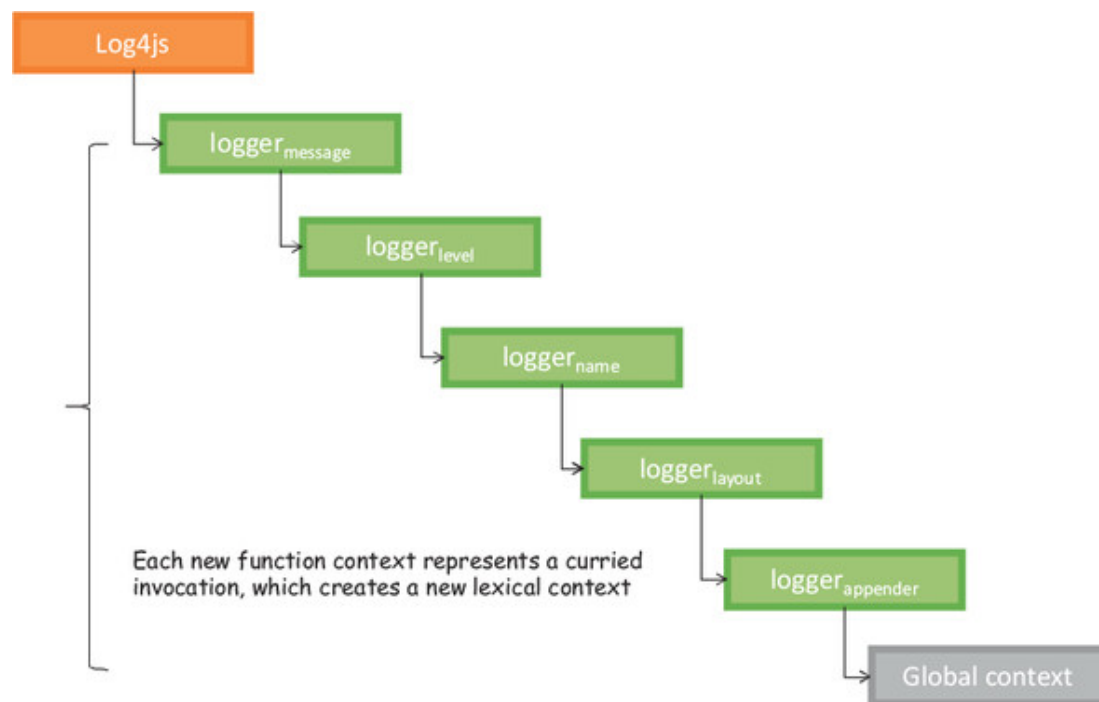 Log4js
logger message
logger level
logger name
logger layout
Each new function context represents a curried
invocation, which creates a new lexical context
logger appender
Global context